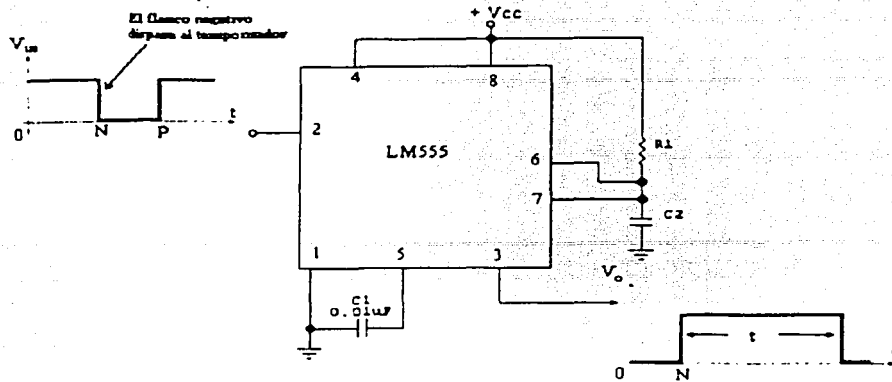 + Vcc
El flanco negativo
dispara al temporizador
V
t
0
N P
4 8
2
LM555
6
7
R1
C2
1 5 3
C1
0.01uF
Vo
t
0 N